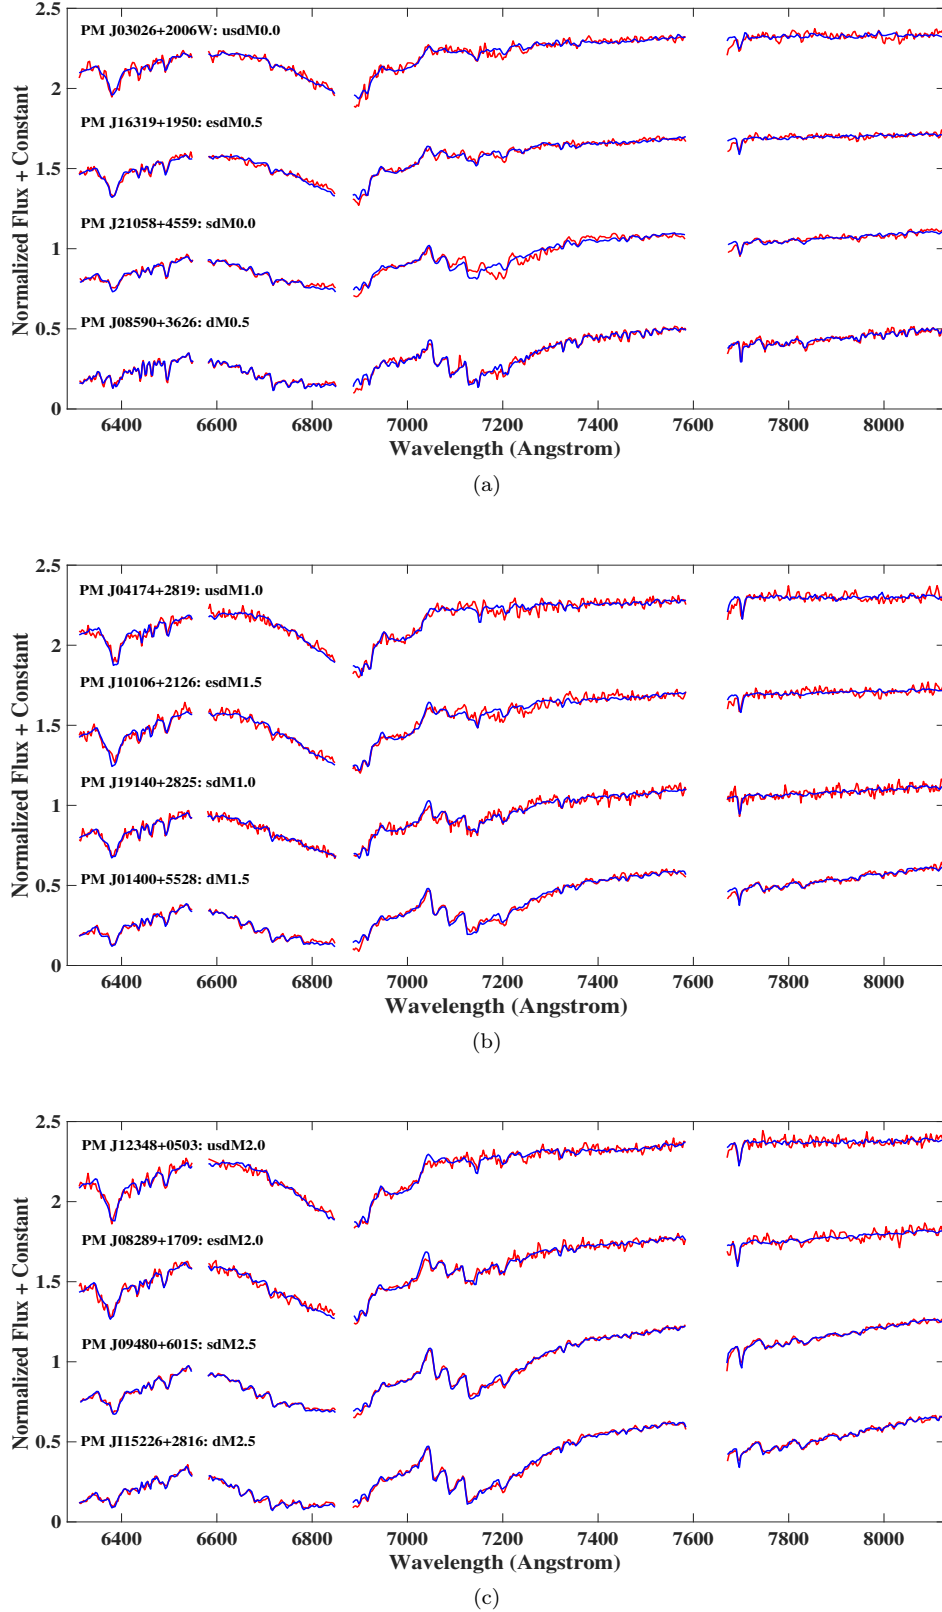 2.5
PM J03026+2006W: usdM0.0
2
PM J16319+1950: esdM0.5
1.5
PM J21058+4559: sdM0.0
1
PM J08590+3626: dM0.5
0.5
0
Normalized Flux + Constant
6400 6600 6800 7000 7200 7400 7600 7800 8000
Wavelength (Angstrom)
(a)
2.5
PM J04174+2819: usdM1.0
2
PM J10106+2126: esdM1.5
1.5
PM J19140+2825: sdM1.0
1
PM J01400+5528: dM1.5
0.5
0
Normalized Flux + Constant
6400 6600 6800 7000 7200 7400 7600 7800 8000
Wavelength (Angstrom)
(b)
2.5
PM J12348+0503: usdM2.0
2
PM J08289+1709: esdM2.0
1.5
PM J09480+6015: sdM2.5
1
PM JI15226+2816: dM2.5
0.5
0
Normalized Flux + Constant
6400 6600 6800 7000 7200 7400 7600 7800 8000
Wavelength (Angstrom)
(c)